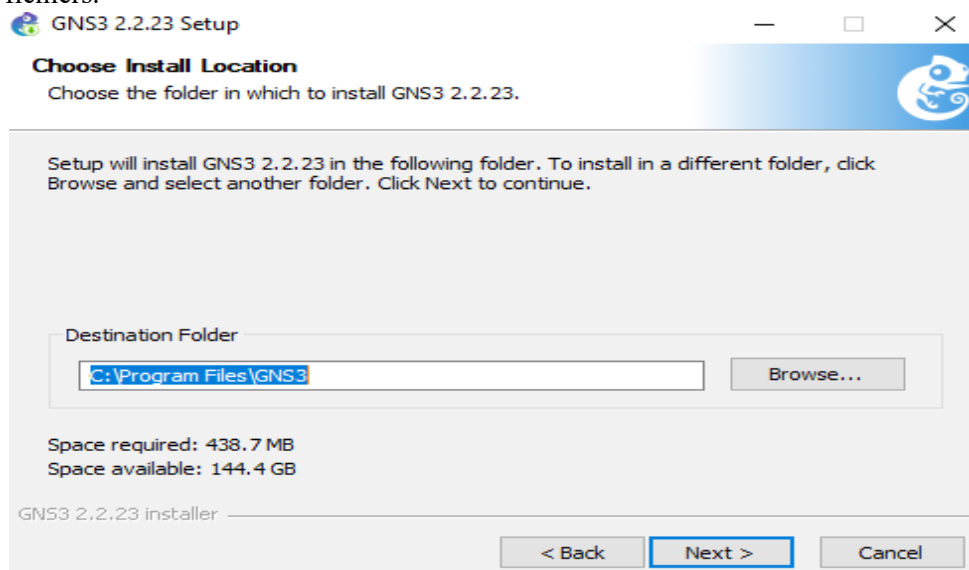 GNS3 2.2.23 Setup
Choose Install Location
Choose the folder in which to install GNS3 2.2.23.
Setup will install GNS3 2.2.23 in the following folder. To install in a different folder, click
Browse and select another folder. Click Next to continue.
Destination Folder
C:\Program Files\GNS3
Browse...
Space required: 438.7 MB
Space available: 144.4 GB
GNS3 2.2.23 installer
< Back Next > Cancel